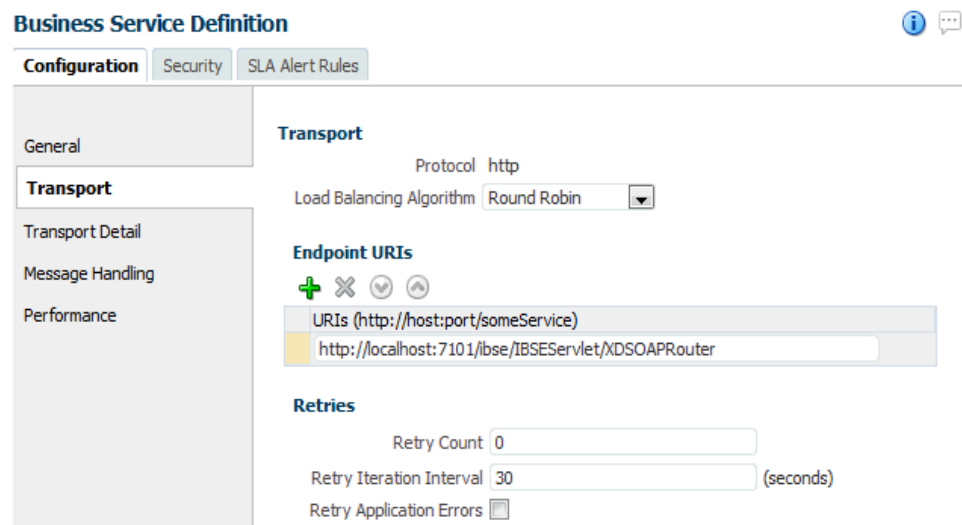 Business Service Definition
Configuration Security SLA Alert Rules
General
Transport
Transport Detail
Message Handling
Performance
Transport
Protocol http
Load Balancing Algorithm Round Robin
Endpoint URIs
URIs (http://host:port/someService)
http://localhost:7101/ibse/IBSEServlet/XDSOAPRouter
Retries
Retry Count 0
Retry Iteration Interval 30 (seconds)
Retry Application Errors